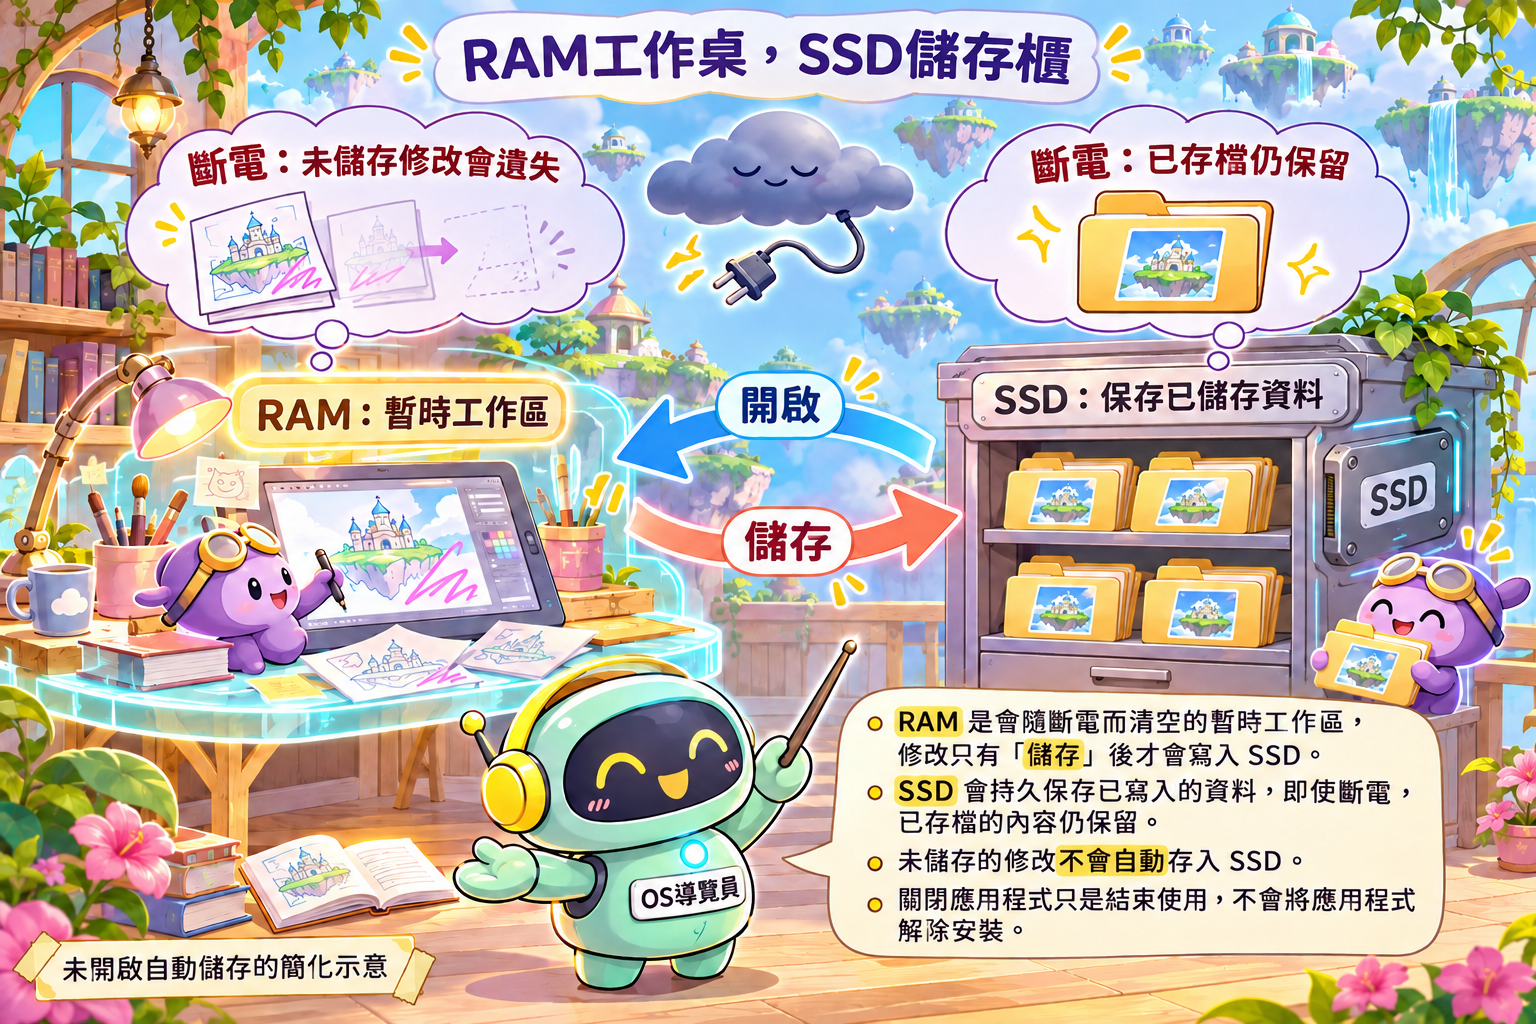 RAM工作桌，SSD儲存櫃
斷電：未儲存修改會遺失
斷電：已存檔仍保留
RAM：暫時工作區
開啟
儲存
SSD：保存已儲存資料
SSD
RAM 是會隨斷電而清空的暫時工作區，
修改只有「儲存」後才會寫入 SSD。
SSD 會持久保存已寫入的資料，即使斷電，
已存檔的內容仍保留。
未儲存的修改不會自動存入 SSD。
關閉應用程式只是結束使用，不會將應用程式
解除安裝。
OS導覽員
未開啟自動儲存的簡化示意